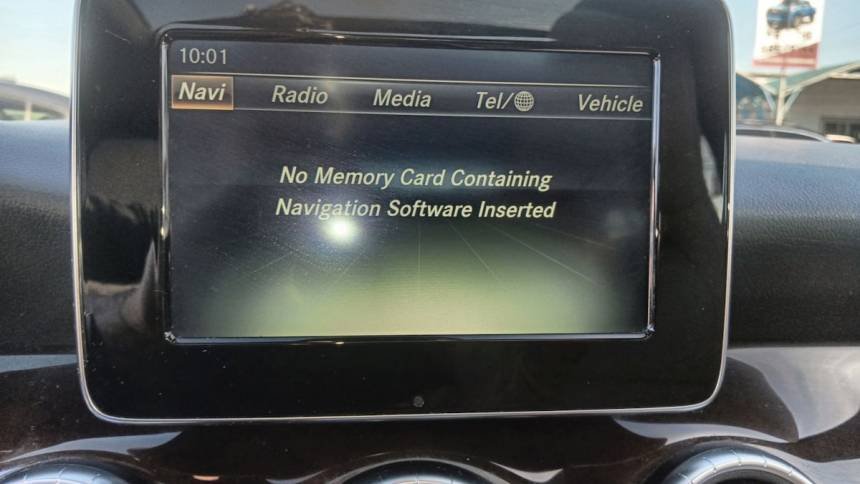 10:01
Navi Radio Media Tel/ Vehicle
No Memory Card Containing
Navigation Software Inserted